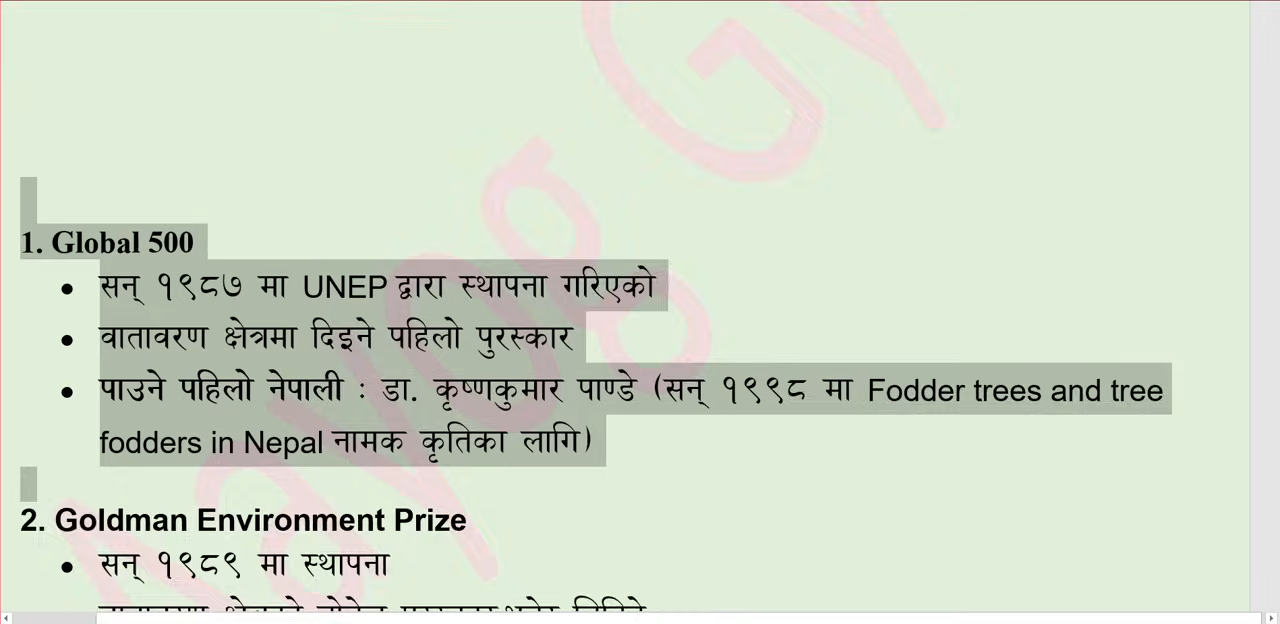 1. Global 500
• सन् १९८७ मा UNEP द्वारा स्थापना गरिएको
• वातावरण क्षेत्रमा दिइने पहिलो पुरस्कार
• पाउने पहिलो नेपाली : डा. कृष्णकुमार पाण्डे (सन् १९९८ मा Fodder trees and tree
fodders in Nepal नामक कृतिका लागि)
2. Goldman Environment Prize
• सन् १९८९ मा स्थापना